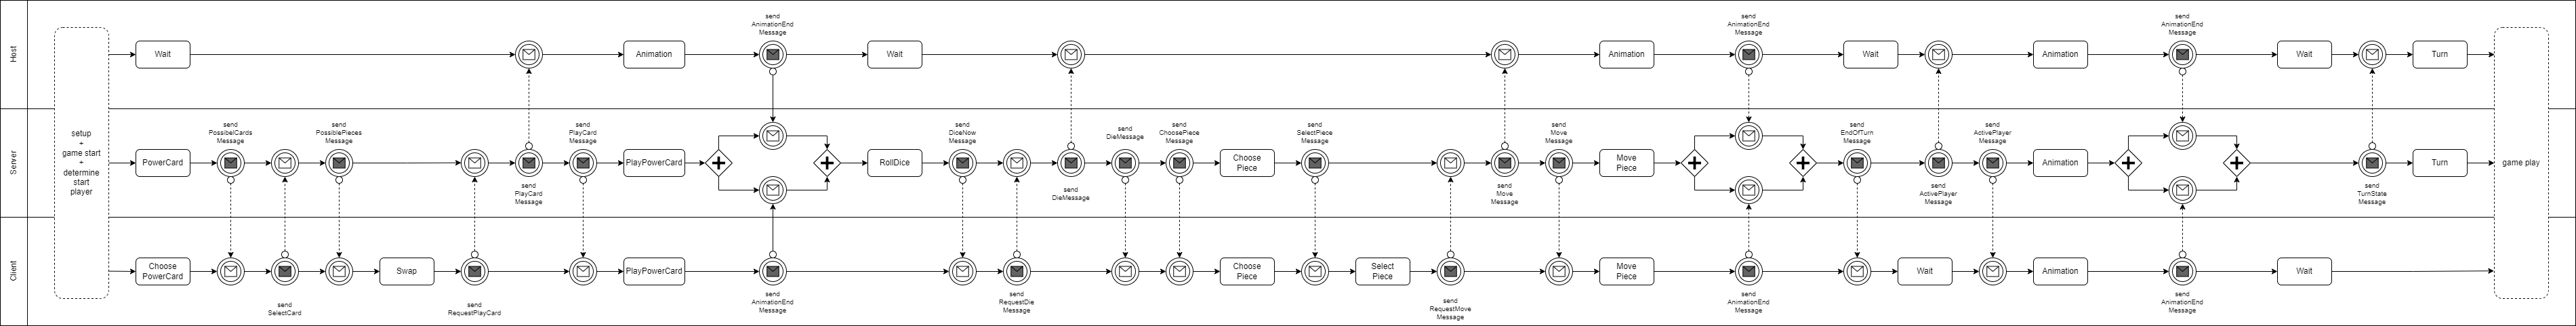 Host
send
AnimationEnd
Message
Wait
Animation
Wait
Animation
send
AnimationEnd
Message
Wait
Animation
send
AnimationEnd
Message
Wait
Turn
setup
+
game start
+
determine
start
player
game play
Server
PowerCard
send
PossibelCards
Message
send
PossiblePieces
Message
send
PlayCard
Message
send
PlayCard
Message
PlayPowerCard
RollDice
send
DiceNow
Message
send
DieMessage
send
DieMessage
send
ChoosePiece
Message
Choose
Piece
send
SelectPiece
Message
send
Move
Message
send
Move
Message
Move
Piece
send
EndOfTurn
Message
send
ActivePlayer
Message
send
ActivePlayer
Message
Animation
send
TurnState
Message
Turn
Client
Choose
PowerCard
send
SelectCard
Swap
send
RequestPlayCard
PlayPowerCard
send
AnimationEnd
Message
send
RequestDie
Message
Choose
Piece
Select
Piece
send
RequestMove
Message
Move
Piece
send
AnimationEnd
Message
Wait
Animation
send
AnimationEnd
Message
Wait